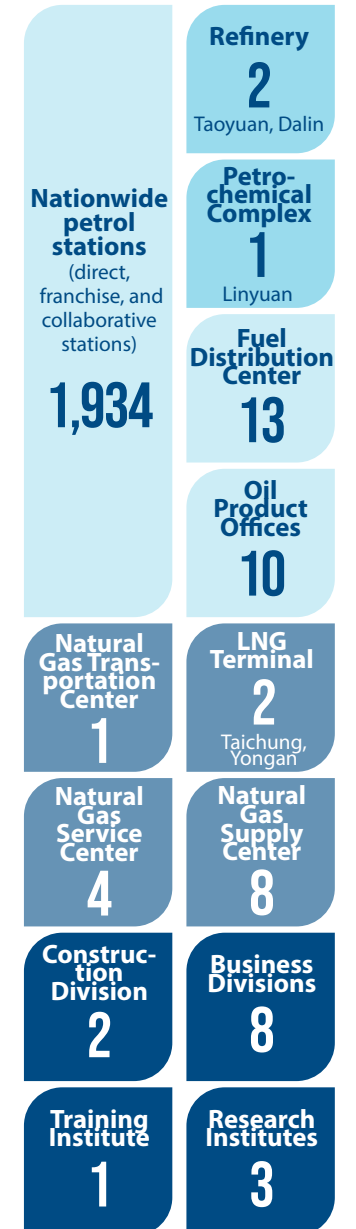 Nationwide
petrol
stations
(direct,
franchise, and
collaborative
stations)
1,934
Refinery
2
Taoyuan, Dalin
Petro-
chemical
Complex
1
Linyuan
Fuel
Distribution
Center
13
Oil
Product
Offices
10
Natural
Gas Trans-
portation
Center
1
LNG
Terminal
2
Taichung,
Yongan
Natural
Gas
Service
Center
4
Natural
Gas
Supply
Center
8
Construc-
tion
Division
2
Business
Divisions
8
Training
Institute
1
Research
Institutes
3